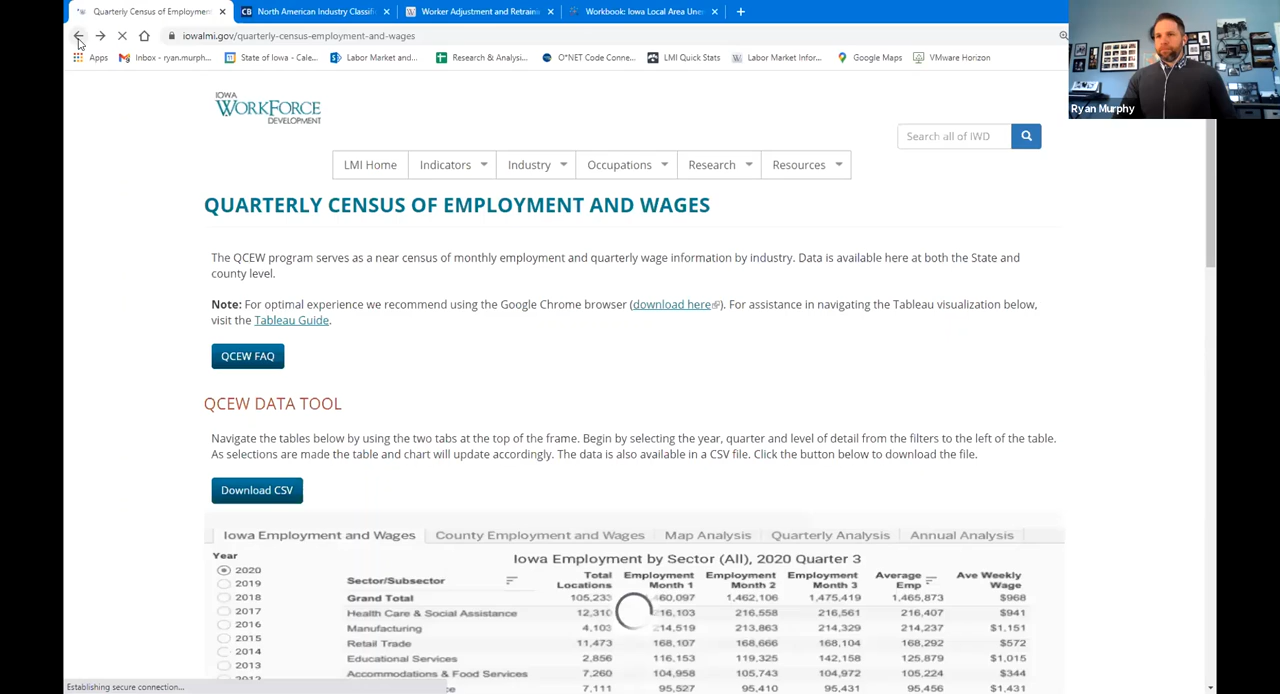 Quarterly Census of Employmen
North American Industry Classifi
Worker Adjustment and Retraini
Workbook: Iowa Local Area Une
iowalmi.gov/quarterly-census-employment-and-wages
Apps
Inbox - ryan.murph...
State of Iowa - Cale...
Labor Market and...
Research & Analysi...
O*NET Code Conne...
LMI Quick Stats
Labor Market Infor...
Google Maps
VMware Horizon
Ryan Murphy
IOWA
WORKFORCE
DEVELOPMENT
Search all of IWD
LMI Home
Indicators
Industry
Occupations
Research
Resources
QUARTERLY CENSUS OF EMPLOYMENT AND WAGES
The QCEW program serves as a near census of monthly employment and quarterly wage information by industry. Data is available here at both the State and
county level.
Note: For optimal experience we recommend using the Google Chrome browser (download here). For assistance in navigating the Tableau visualization below,
visit the Tableau Guide.
QCEW FAQ
QCEW DATA TOOL
Navigate the tables below by using the two tabs at the top of the frame. Begin by selecting the year, quarter and level of detail from the filters to the left of the table.
As selections are made the table and chart will update accordingly. The data is also available in a CSV file. Click the button below to download the file.
Download CSV
Iowa Employment and Wages County Employment and Wages Map Analysis Quarterly Analysis Annual Analysis
Year
Iowa Employment by Sector (All), 2020 Quarter 3
2020
2019
2018
2017
2016
2015
2014
2013
Sector/Subsector
Total Locations
Employment Month 1
Employment Month 2
Employment Month 3
Average Emp
Ave Weekly Wage
Grand Total 105,233 60,097 1,462,106 1,475,419 1,465,873 $968
Health Care & Social Assistance 12,310 16,103 216,558 216,561 216,407 $941
Manufacturing 4,103 214,519 213,863 214,329 214,237 $1,151
Retail Trade 11,473 168,107 168,666 168,104 168,292 $572
Educational Services 2,856 116,153 119,325 142,158 125,879 $1,015
Accommodations & Food Services 7,260 104,958 105,743 104,972 105,224 $344
7,111 95,527 95,410 95,431 95,456 $1,431
Establishing secure connection...